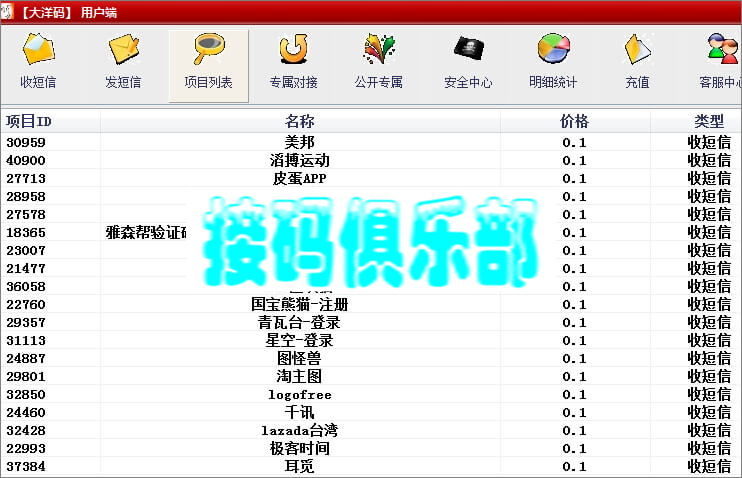 【大洋码】 用户端
收短信 发短信 项目列表 专属对接 公开专属 安全中心 明细统计 充值 客服中心
项目ID 名称 价格 类型
30959 美邦 0.1 收短信
40900 滔搏运动 0.1 收短信
27713 皮蛋APP 0.1 收短信
28958 0.1 收短信
27578 0.1 收短信
18365 雅森帮验证码 0.1 收短信
23007 0.1 收短信
21477 0.1 收短信
接码俱乐部
36058 0.1 收短信
22760 国宝熊猫-注册 0.1 收短信
29357 青瓦台-登录 0.1 收短信
31113 星空-登录 0.1 收短信
24887 图怪兽 0.1 收短信
29801 淘主图 0.1 收短信
32850 logofree 0.1 收短信
24460 千讯 0.1 收短信
32428 lazada台湾 0.1 收短信
22993 极客时间 0.1 收短信
37384 耳觅 0.1 收短信